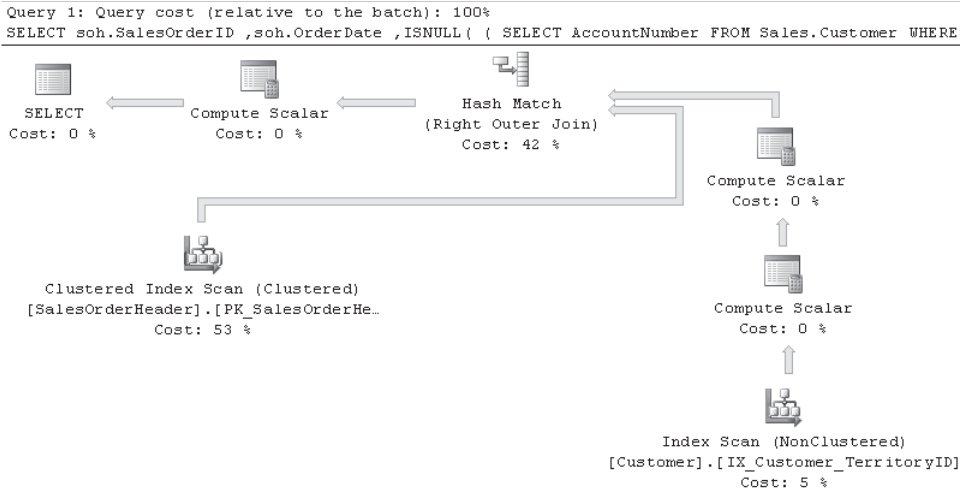 Query 1: Query cost (relative to the batch): 100%
SELECT soh.SalesOrderID ,soh.OrderDate ,ISNULL( ( SELECT AccountNumber FROM Sales.Customer WHERE
SELECT
Cost: 0 %
Compute Scalar
Cost: 0 %
Hash Match
(Right Outer Join)
Cost: 42 %
Compute Scalar
Cost: 0 %
Clustered Index Scan (Clustered)
[SalesOrderHeader].[PK_SalesOrderHe…
Cost: 53 %
Compute Scalar
Cost: 0 %
Index Scan (NonClustered)
[Customer].[IX_Customer_TerritoryID]
Cost: 5 %